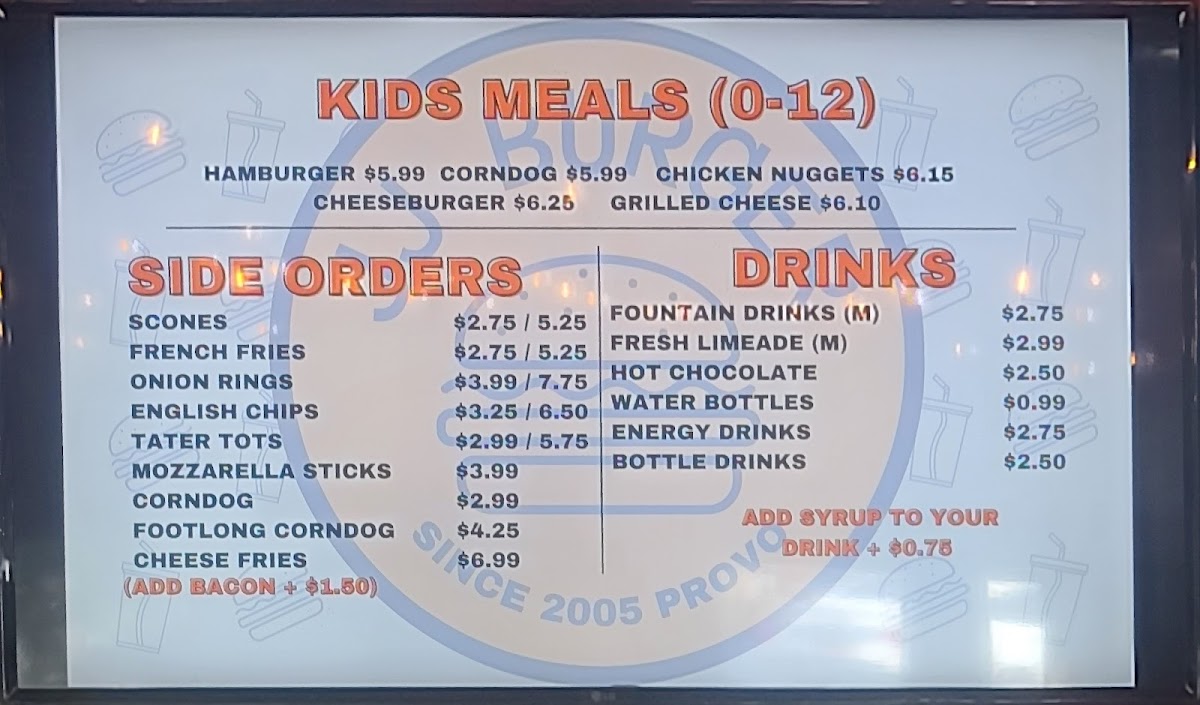 KIDS MEALS (0-12)
HAMBURGER $5.99 CORNDOG $5.99 CHICKEN NUGGETS $6.15
CHEESEBURGER $6.25 GRILLED CHEESE $6.10
SIDE ORDERS
SCONES $2.75 / 5.25
FRENCH FRIES $2.75 / 5.25
ONION RINGS $3.99 / 7.75
ENGLISH CHIPS $3.25 / 6.50
TATER TOTS $2.99 / 5.75
MOZZARELLA STICKS $3.99
CORNDOG $2.99
FOOTLONG CORNDOG $4.25
CHEESE FRIES $6.99
(ADD BACON + $1.50)
DRINKS
FOUNTAIN DRINKS (M) $2.75
FRESH LIMEADE (M) $2.99
HOT CHOCOLATE $2.50
WATER BOTTLES $0.99
ENERGY DRINKS $2.75
BOTTLE DRINKS $2.50
ADD SYRUP TO YOUR
DRINK + $0.75
BURGER
SINCE 2005 PROVO
LG